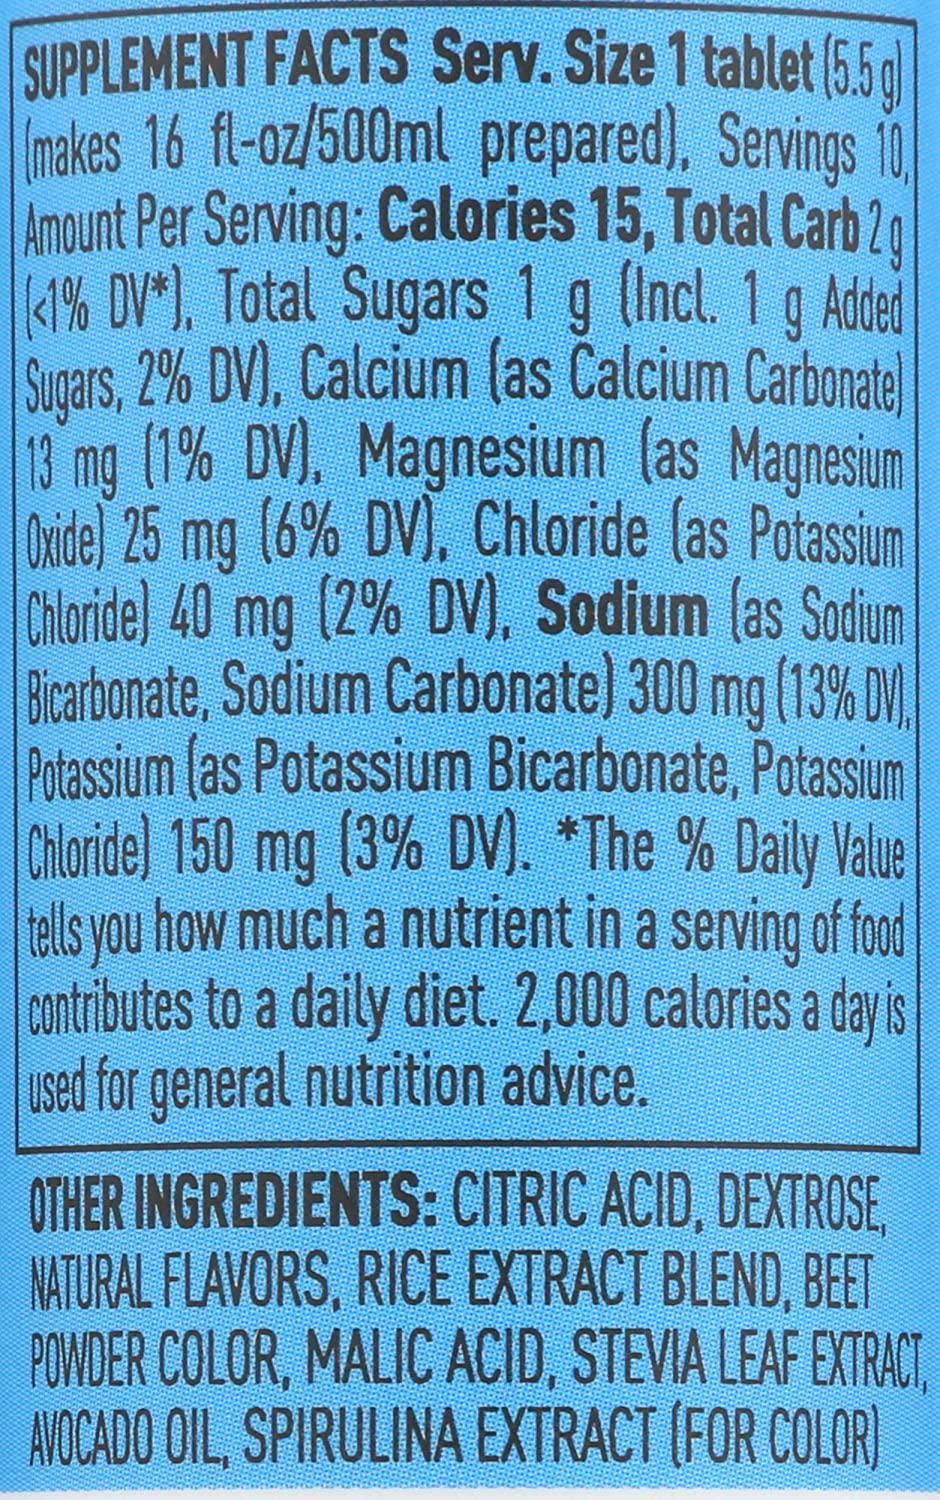 SUPPLEMENT FACTS Serv. Size 1 tablet (5.5 g)
(makes 16 fl-oz/500ml prepared), Servings 10,
Amount Per Serving: Calories 15, Total Carb 2 g
(<1% DV*), Total Sugars 1 g (Incl. 1 g Added
Sugars, 2% DV), Calcium (as Calcium Carbonate)
13 mg (1% DV), Magnesium (as Magnesium
Oxide) 25 mg (6% DV), Chloride (as Potassium
Chloride) 40 mg (2% DV), Sodium (as Sodium
Bicarbonate, Sodium Carbonate) 300 mg (13% DV),
Potassium (as Potassium Bicarbonate, Potassium
Chloride) 150 mg (3% DV). *The % Daily Value
tells you how much a nutrient in a serving of food
contributes to a daily diet. 2,000 calories a day is
used for general nutrition advice.
OTHER INGREDIENTS: CITRIC ACID, DEXTROSE,
NATURAL FLAVORS, RICE EXTRACT BLEND, BEET
POWDER COLOR, MALIC ACID, STEVIA LEAF EXTRACT,
AVOCADO OIL, SPIRULINA EXTRACT (FOR COLOR)